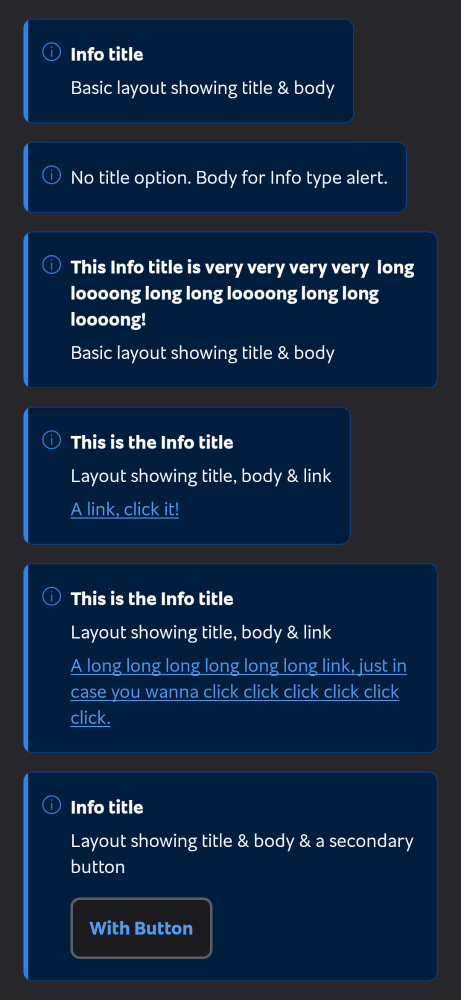 Info title
Basic layout showing title & body
No title option. Body for Info type alert.
This Info title is very very very very  long
loooong long long loooong long long
loooong!
Basic layout showing title & body
This is the Info title
Layout showing title, body & link
A link, click it!
This is the Info title
Layout showing title, body & link
A long long long long long long link, just in
case you wanna click click click click click
click.
Info title
Layout showing title & body & a secondary
button
With Button